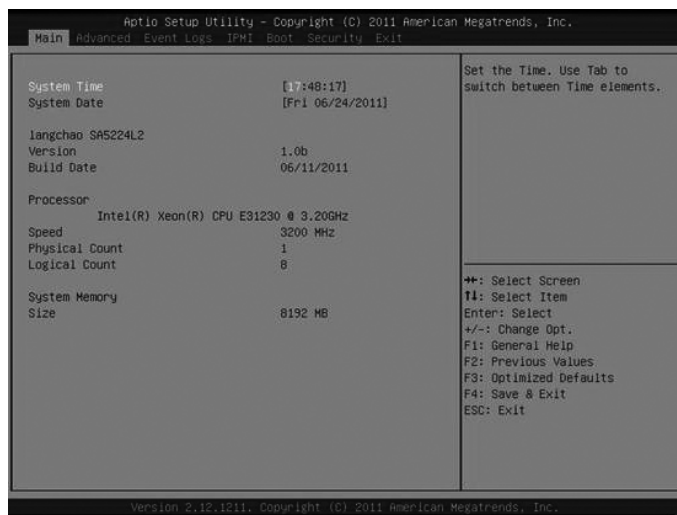 Aptio Setup Utility – Copyright (C) 2011 American Megatrends, Inc.
Main Advanced Event Logs IPMI Boot Security Exit
System Time [17:48:17]
System Date [Fri 06/24/2011]
langchao SA5224L2
Version 1.0b
Build Date 06/11/2011
Processor
Intel(R) Xeon(R) CPU E31230 @ 3.20GHz
Speed 3200 MHz
Physical Count 1
Logical Count 8
System Memory
Size 8192 MB
Set the Time. Use Tab to
switch between Time elements.
→←: Select Screen
↑↓: Select Item
Enter: Select
+/-: Change Opt.
F1: General Help
F2: Previous Values
F3: Optimized Defaults
F4: Save & Exit
ESC: Exit
Version 2.12.1211. Copyright (C) 2011 American Megatrends, Inc.